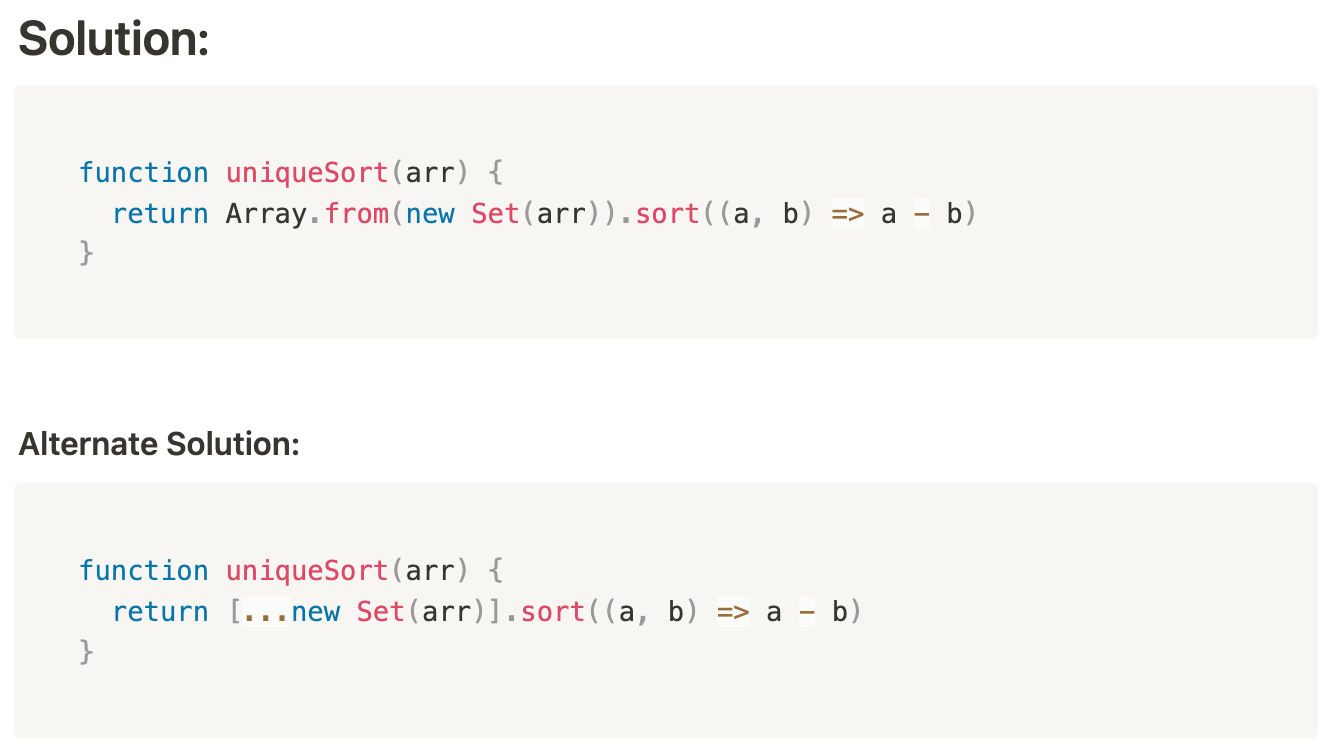 Solution:
function uniqueSort(arr) {
  return Array.from(new Set(arr)).sort((a, b) => a - b)
}
Alternate Solution:
function uniqueSort(arr) {
  return [...new Set(arr)].sort((a, b) => a - b)
}